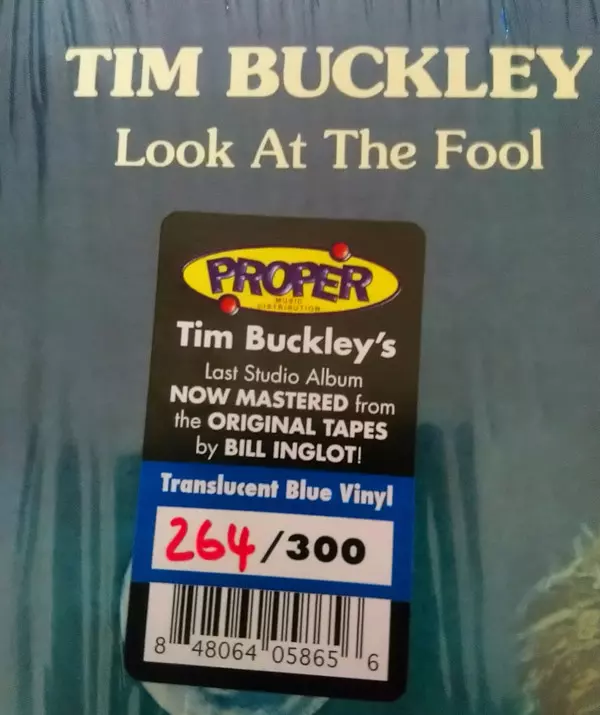 TIM BUCKLEY
Look At The Fool
PROPER
MUSIC
DISTRIBUTION
Tim Buckley's
Last Studio Album
NOW MASTERED from
the ORIGINAL TAPES
by BILL INGLOT!
Translucent Blue Vinyl
264/300
8 48064 05865 6